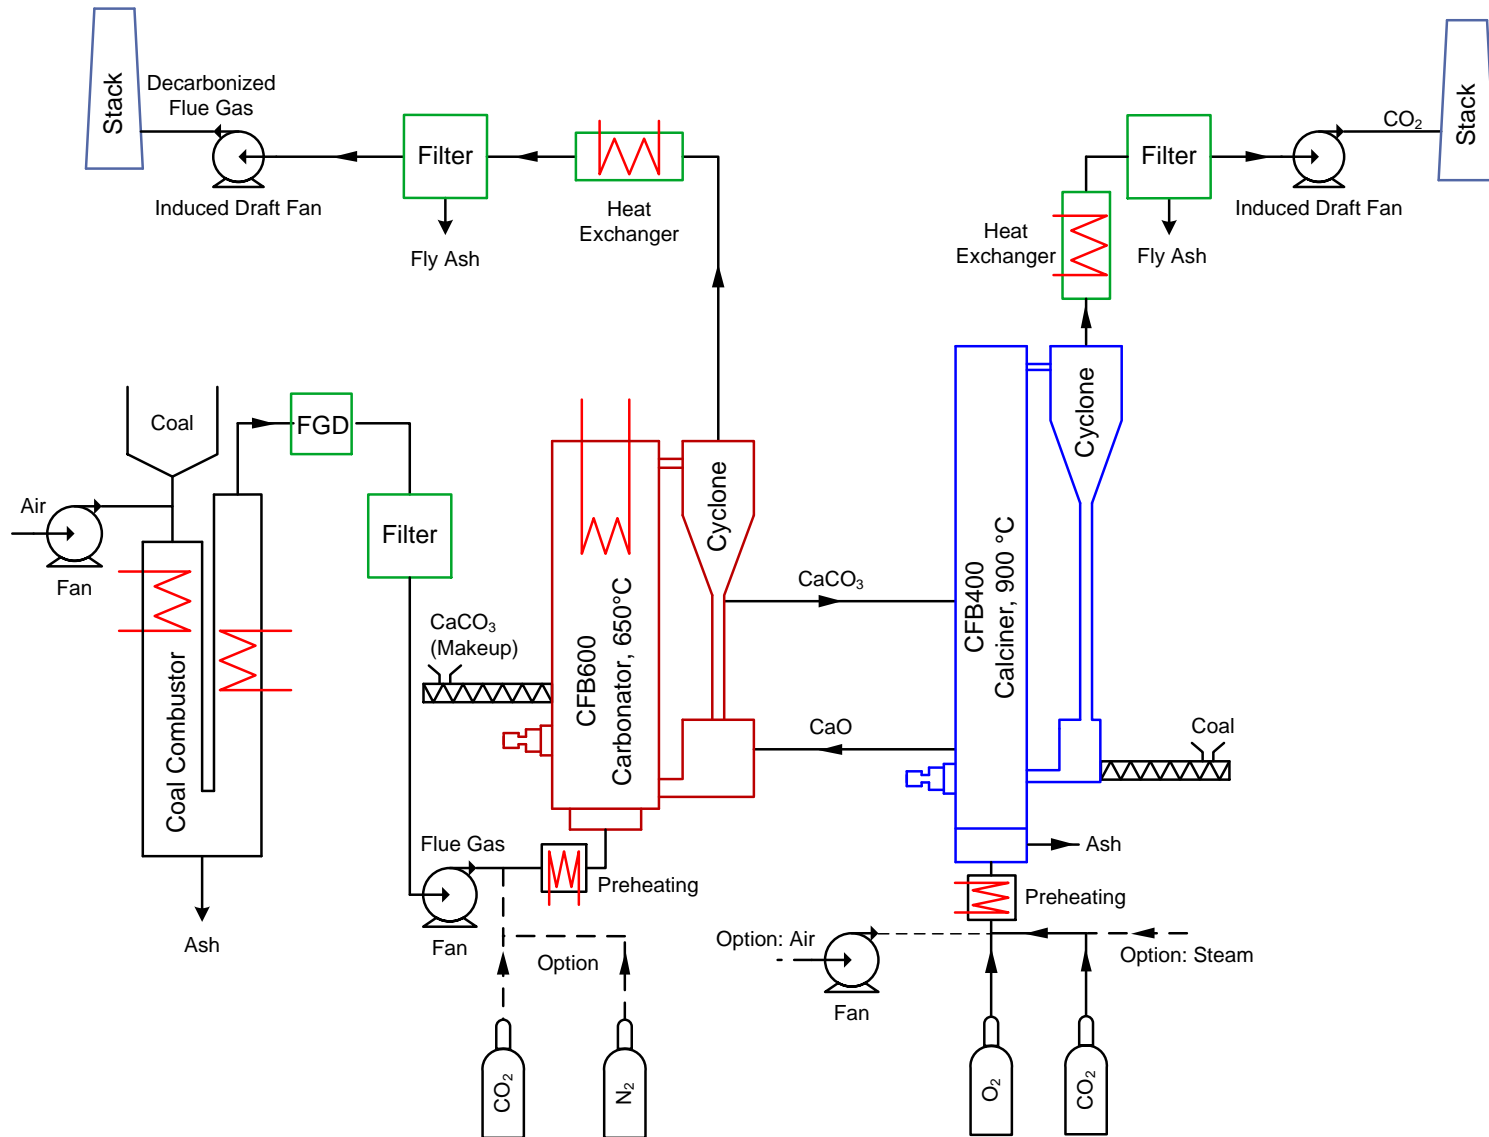 Stack
Decarbonized
Flue Gas
Induced Draft Fan
Filter
Fly Ash
Heat
Exchanger
Heat
Exchanger
Filter
Fly Ash
CO₂
Induced Draft Fan
Stack
Coal
Air
Fan
FGD
Filter
Coal Combustor
Ash
CaCO₃
(Makeup)
CFB600
Carbonator, 650°C
Cyclone
CaCO₃
CaO
CFB400
Calciner, 900 °C
Cyclone
Coal
Ash
Flue Gas
Fan
Preheating
Preheating
Option
Option: Air
Fan
Option: Steam
CO₂
N₂
O₂
CO₂